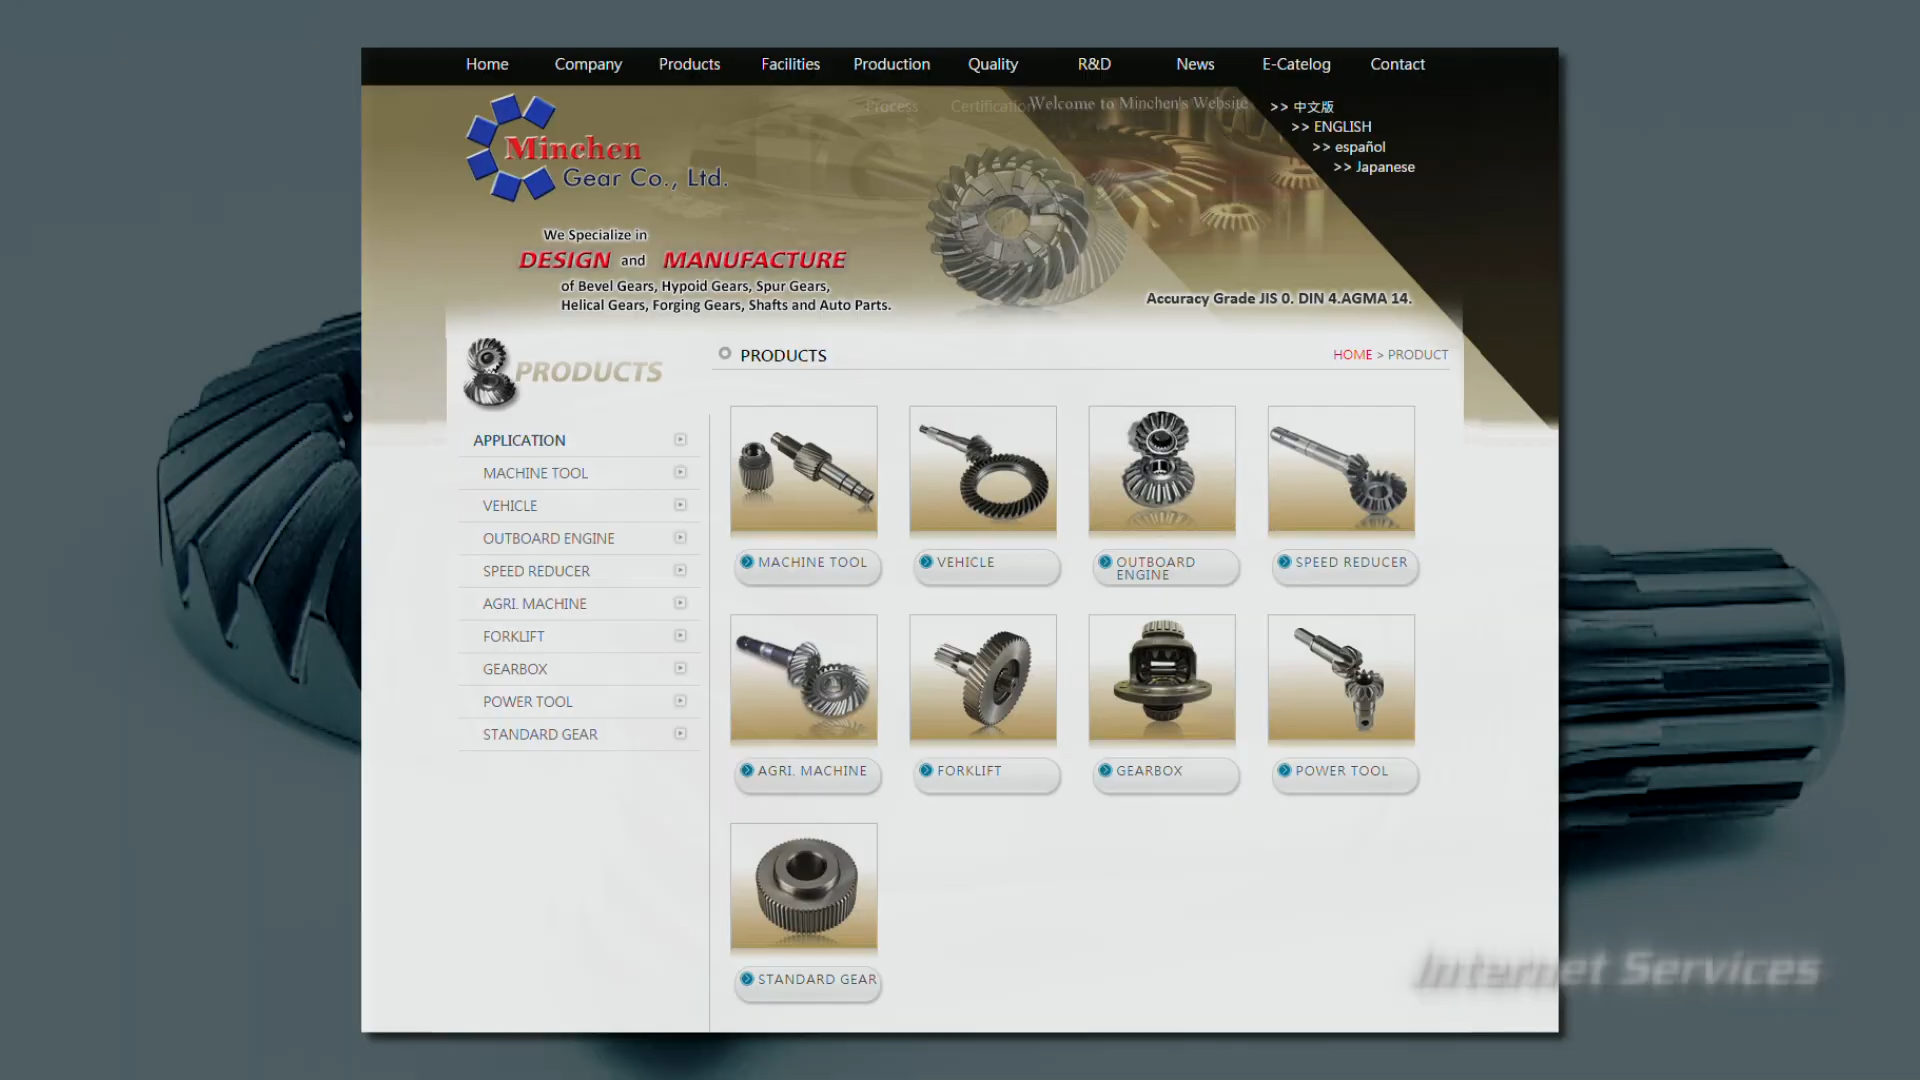 Home Company Products Facilities Production Quality R&D News E-Catelog Contact
Process Certification Welcome to Minchen's Website
>> 中文版
>> ENGLISH
>> español
>> Japanese
Minchen
Gear Co., Ltd.
We Specialize in
DESIGN and MANUFACTURE
of Bevel Gears, Hypoid Gears, Spur Gears,
Helical Gears, Forging Gears, Shafts and Auto Parts.
Accuracy Grade JIS 0. DIN 4.AGMA 14.
PRODUCTS
PRODUCTS
HOME > PRODUCT
APPLICATION
MACHINE TOOL
VEHICLE
OUTBOARD ENGINE
SPEED REDUCER
AGRI. MACHINE
FORKLIFT
GEARBOX
POWER TOOL
STANDARD GEAR
MACHINE TOOL
VEHICLE
OUTBOARD
ENGINE
SPEED REDUCER
AGRI. MACHINE
FORKLIFT
GEARBOX
POWER TOOL
STANDARD GEAR
Internet Services